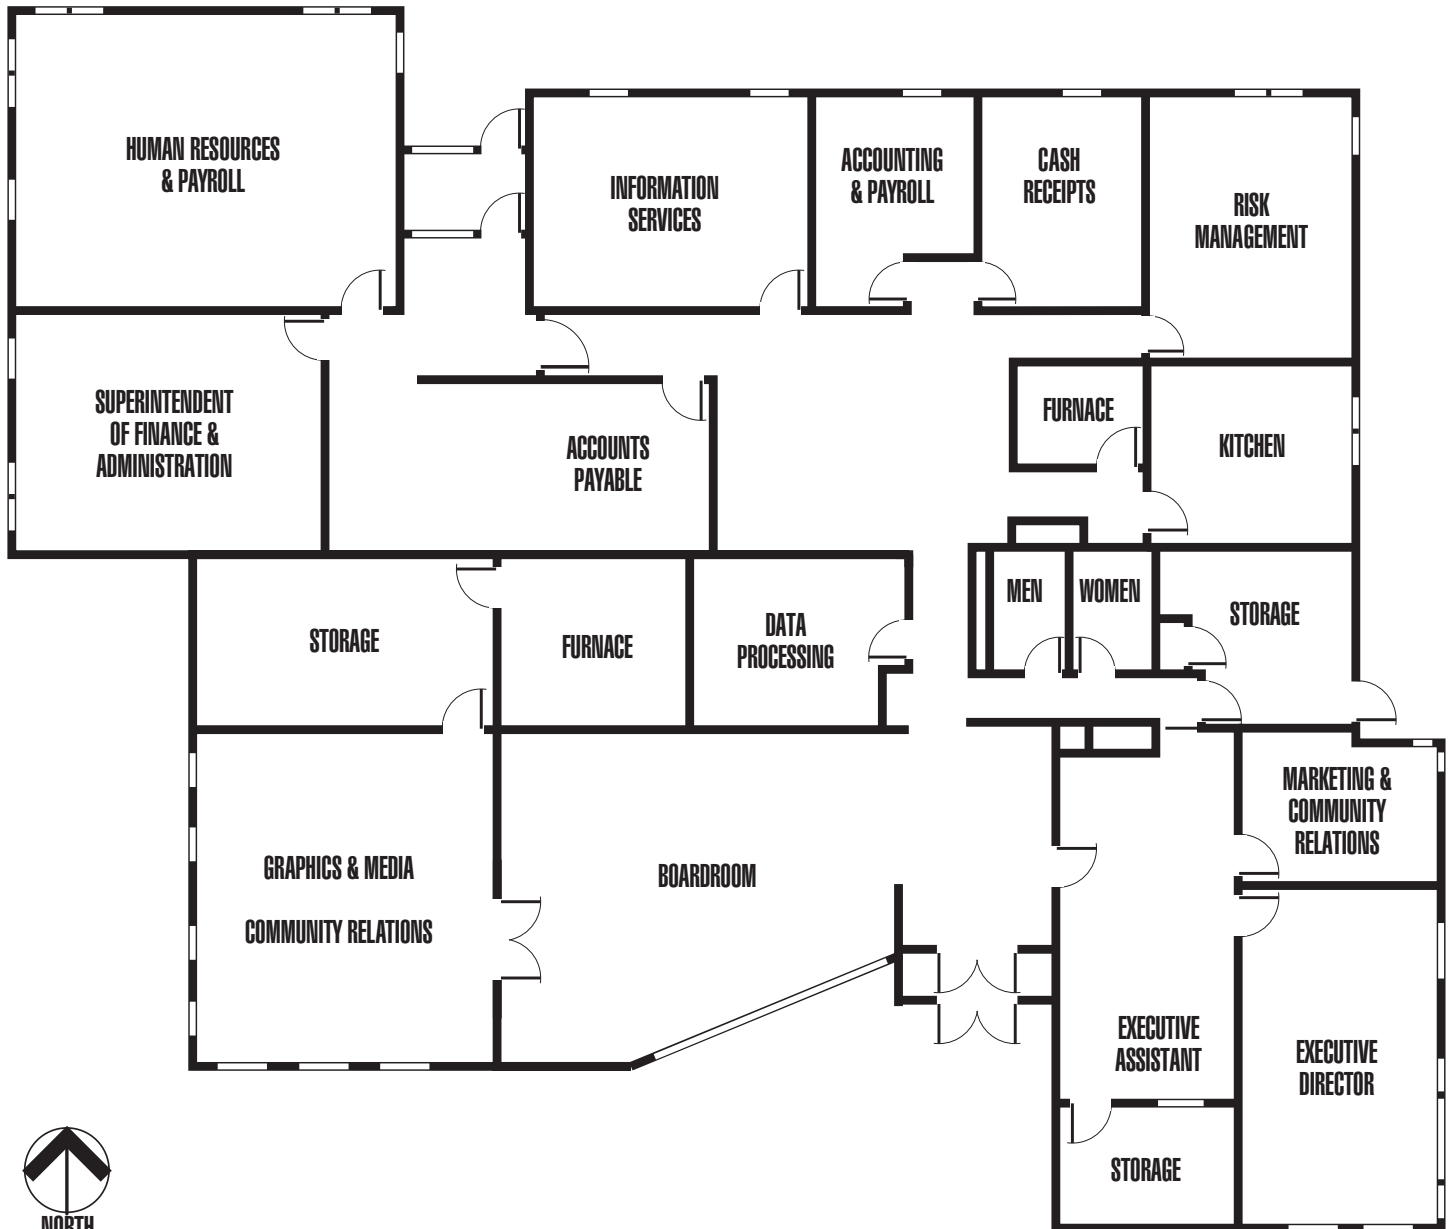 HUMAN RESOURCES
& PAYROLL
INFORMATION
SERVICES
ACCOUNTING
& PAYROLL
CASH
RECEIPTS
RISK
MANAGEMENT
SUPERINTENDENT
OF FINANCE &
ADMINISTRATION
ACCOUNTS
PAYABLE
FURNACE
KITCHEN
STORAGE
FURNACE
DATA
PROCESSING
MEN
WOMEN
STORAGE
GRAPHICS & MEDIA
COMMUNITY RELATIONS
BOARDROOM
MARKETING &
COMMUNITY
RELATIONS
EXECUTIVE
ASSISTANT
EXECUTIVE
DIRECTOR
STORAGE
NORTH